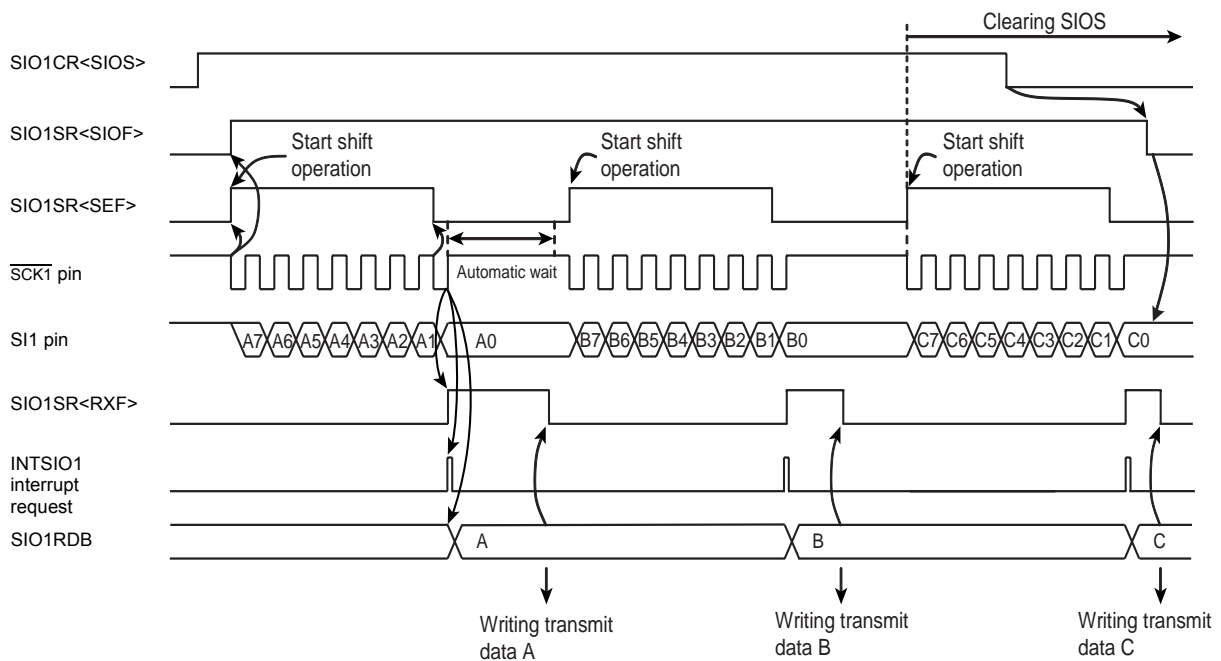 Clearing SIOS
SIO1CR<SIOS>
SIO1SR<SIOF>
Start shift
operation
Start shift
operation
Start shift
operation
SIO1SR<SEF>
SCK1 pin
Automatic wait
SI1 pin
A7 A6 A5 A4 A3 A2 A1 A0 B7 B6 B5 B4 B3 B2 B1 B0 C7 C6 C5 C4 C3 C2 C1 C0
SIO1SR<RXF>
INTSIO1
interrupt
request
SIO1RDB
A B C
Writing transmit
data A
Writing transmit
data B
Writing transmit
data C